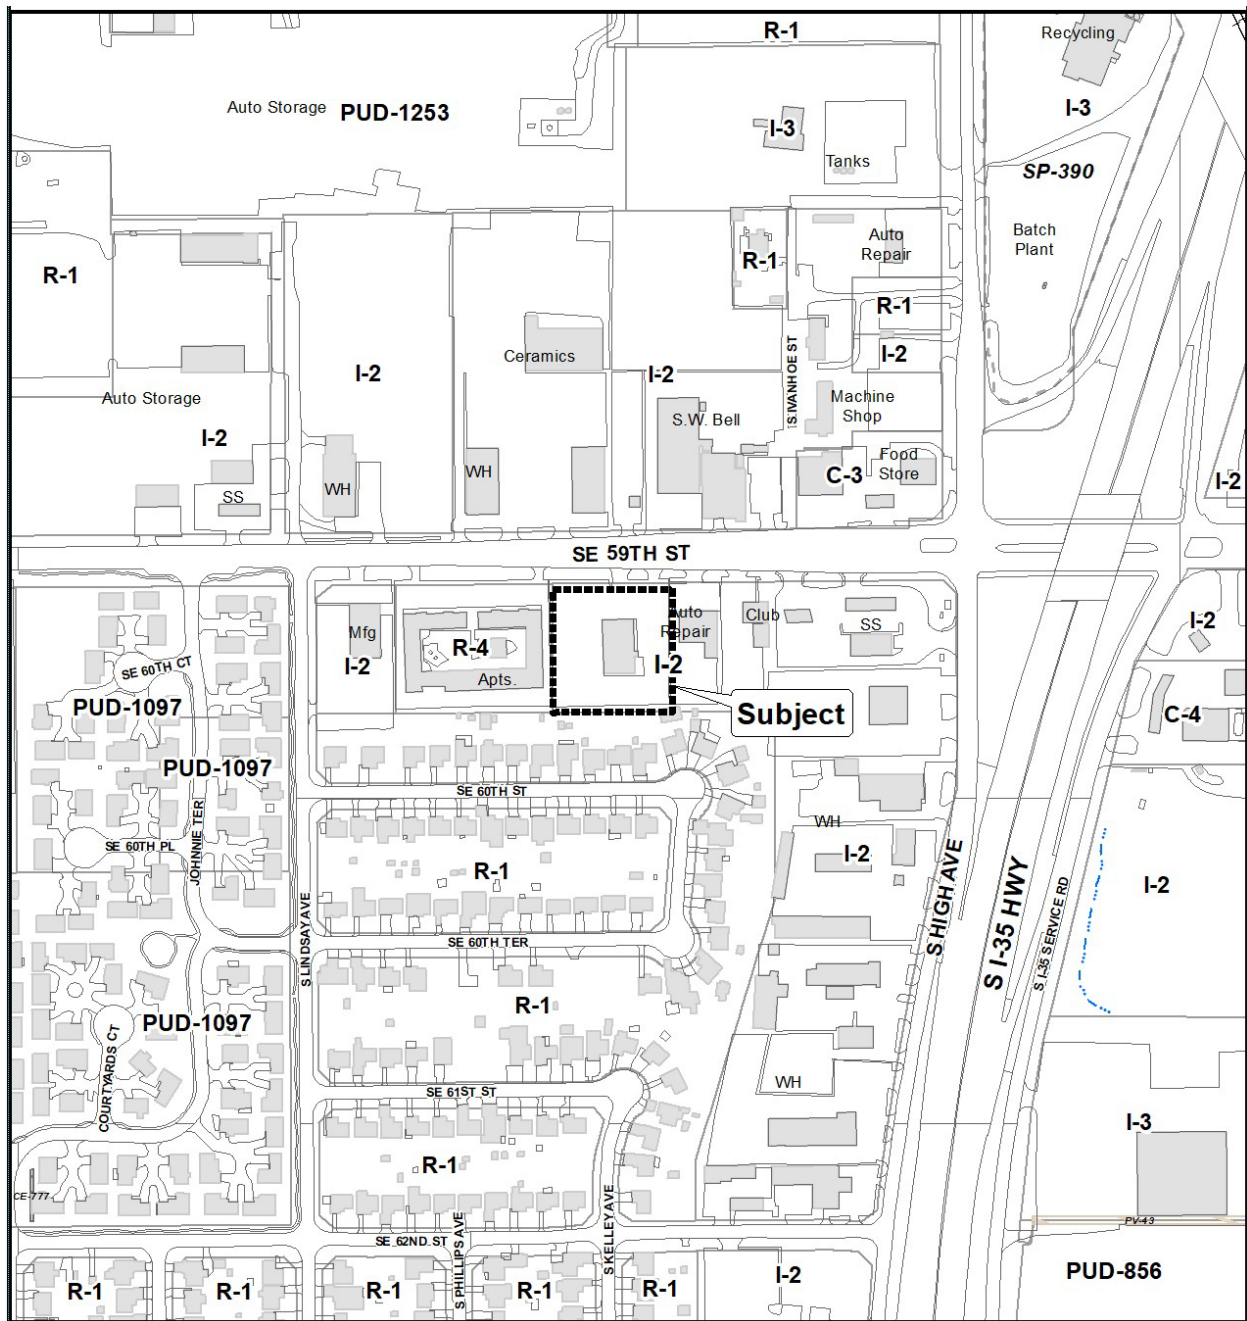 R-1
Recycling
Auto Storage
PUD-1253
I-3
I-3
Tanks
SP-390
Batch
Plant
Auto
Repair
R-1
R-1
R-1
I-2
S IVANHOE ST
Ceramics
I-2
I-2
Auto Storage
I-2
Machine
Shop
S.W. Bell
Food
Store
C-3
WH
WH
SS
I-2
SE 59TH ST
Mfg
I-2
R-4
Apts.
Auto
Repair
I-2
Club
SS
I-2
SE 60TH CT
PUD-1097
Subject
C-4
PUD-1097
SE 60TH ST
JOHNNIE TER
SE 60TH PL
WH
I-2
R-1
S HIGH AVE
S I-35 HWY
S I-35 SERVICE RD
I-2
S LINDSAY AVE
SE 60TH TER
R-1
PUD-1097
COURTYARDS CT
SE 61ST ST
WH
I-3
R-1
CE-777
S PHILLIPS AVE
S KELLEY AVE
PV-43
SE 62ND ST
R-1
R-1
R-1
R-1
R-1
I-2
PUD-856